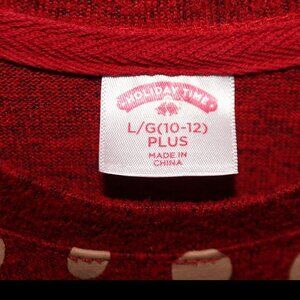 HOLIDAY TIME
L/G(10-12)
PLUS
MADE IN
CHINA